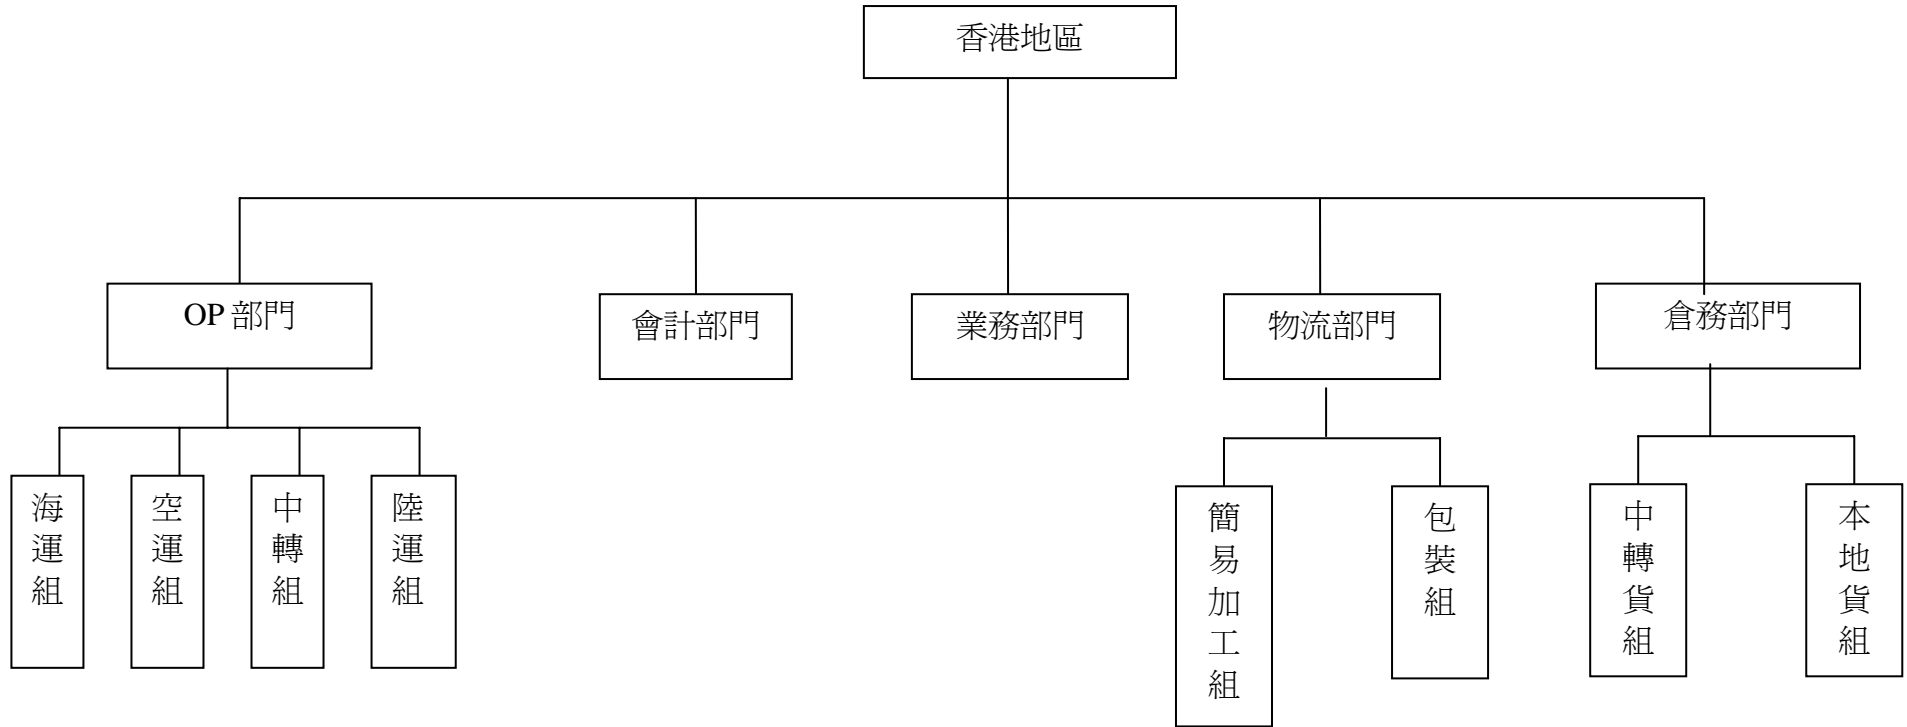 香港地區
OP 部門
會計部門
業務部門
物流部門
倉務部門
海運組
空運組
中轉組
陸運組
簡易加工組
包裝組
中轉貨組
本地貨組